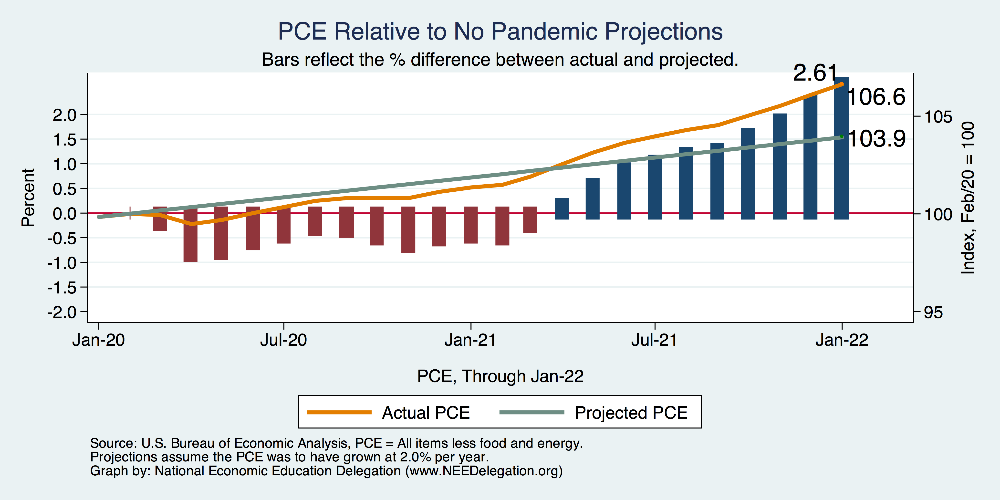 PCE Relative to No Pandemic Projections
Bars reflect the % difference between actual and projected.
2.61
106.6
103.9
Percent
2.0
1.5
1.0
0.5
0.0
-0.5
-1.0
-1.5
-2.0
105
100
95
Index, Feb/20 = 100
Jan-20
Jul-20
Jan-21
Jul-21
Jan-22
PCE, Through Jan-22
Actual PCE
Projected PCE
Source: U.S. Bureau of Economic Analysis, PCE = All items less food and energy.
Projections assume the PCE was to have grown at 2.0% per year.
Graph by: National Economic Education Delegation (www.NEEDelegation.org)